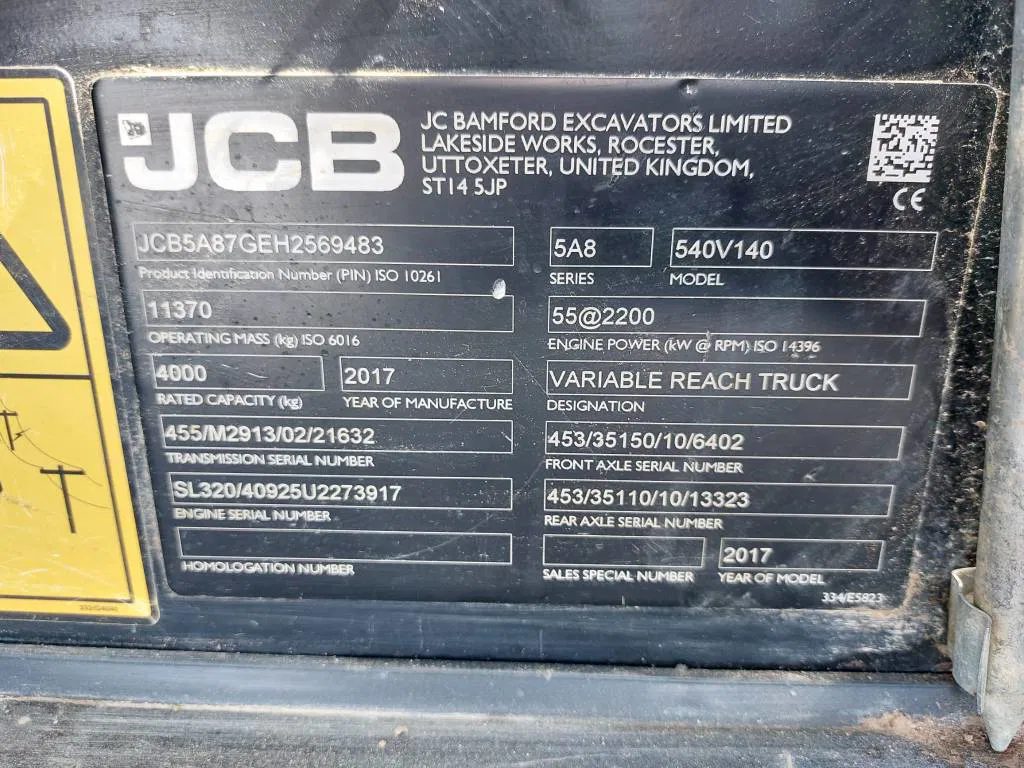 JCB
JC BAMFORD EXCAVATORS LIMITED
LAKESIDE WORKS, ROCESTER,
UTTOXETER, UNITED KINGDOM,
ST14 5JP
CE
JCB5A87GEH2569483
Product Identification Number (PIN) ISO 10261
5A8
SERIES
540V140
MODEL
11370
OPERATING MASS (kg) ISO 6016
55@2200
ENGINE POWER (kW @ RPM) ISO 14396
4000
RATED CAPACITY (kg)
2017
YEAR OF MANUFACTURE
VARIABLE REACH TRUCK
DESIGNATION
455/M2913/02/21632
TRANSMISSION SERIAL NUMBER
453/35150/10/6402
FRONT AXLE SERIAL NUMBER
SL320/40925U2273917
ENGINE SERIAL NUMBER
453/35110/10/13323
REAR AXLE SERIAL NUMBER
HOMOLOGATION NUMBER
SALES SPECIAL NUMBER
2017
YEAR OF MODEL
334/E5823